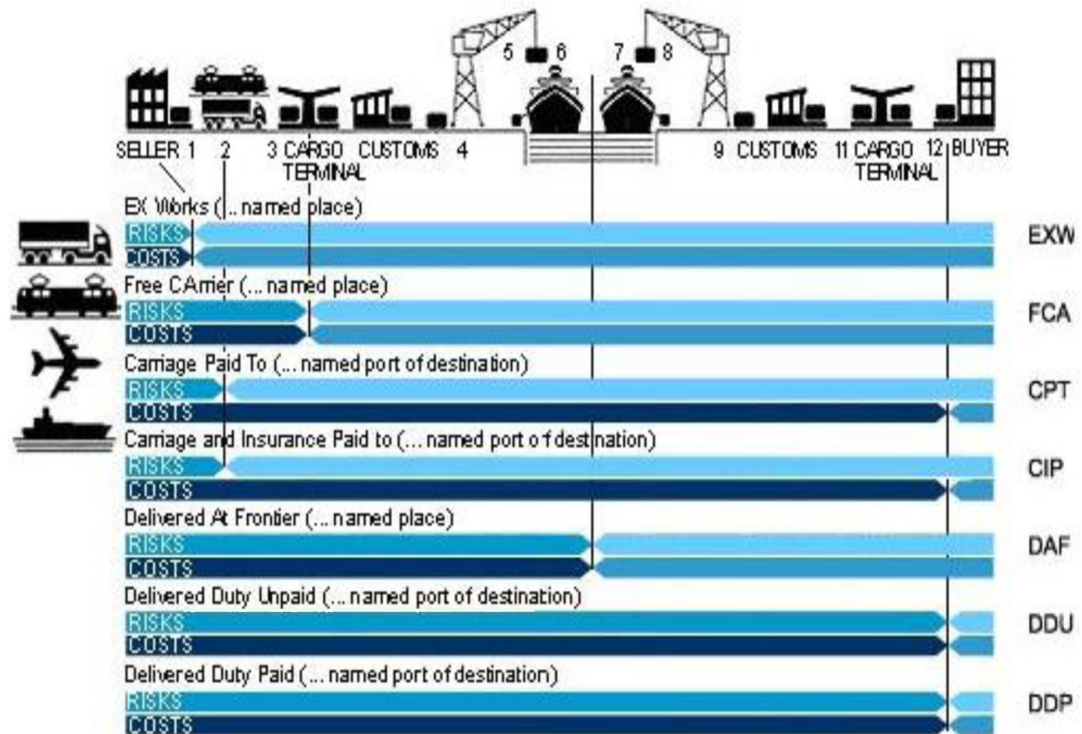 5 6 7 8
SELLER 1 2 3 CARGO TERMINAL CUSTOMS 4 9 CUSTOMS 11 CARGO TERMINAL 12 BUYER
EX Works (... named place)
RISKS
COSTS
EXW
Free CArrier (... named place)
RISKS
COSTS
FCA
Carriage Paid To (... named port of destination)
RISKS
COSTS
CPT
Carriage and Insurance Paid to (... named port of destination)
RISKS
COSTS
CIP
Delivered At Frontier (... named place)
RISKS
COSTS
DAF
Delivered Duty Unpaid (... named port of destination)
RISKS
COSTS
DDU
Delivered Duty Paid (... named port of destination)
RISKS
COSTS
DDP